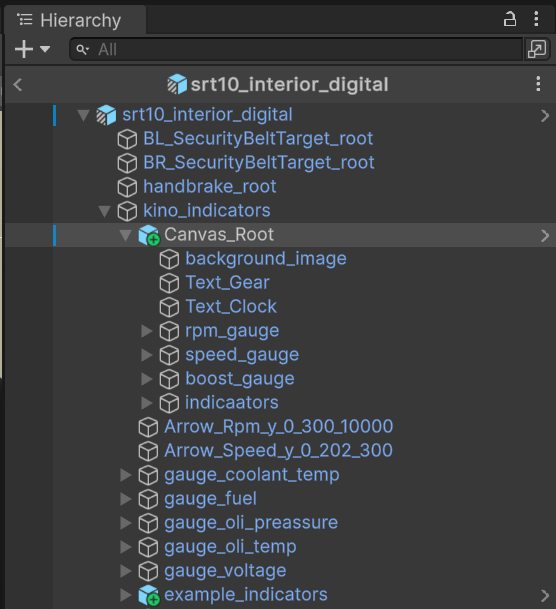 Hierarchy
All
srt10_interior_digital
srt10_interior_digital
BL_SecurityBeltTarget_root
BR_SecurityBeltTarget_root
handbrake_root
kino_indicators
Canvas_Root
background_image
Text_Gear
Text_Clock
rpm_gauge
speed_gauge
boost_gauge
indicaators
Arrow_Rpm_y_0_300_10000
Arrow_Speed_y_0_202_300
gauge_coolant_temp
gauge_fuel
gauge_oli_preassure
gauge_oli_temp
gauge_voltage
example_indicators